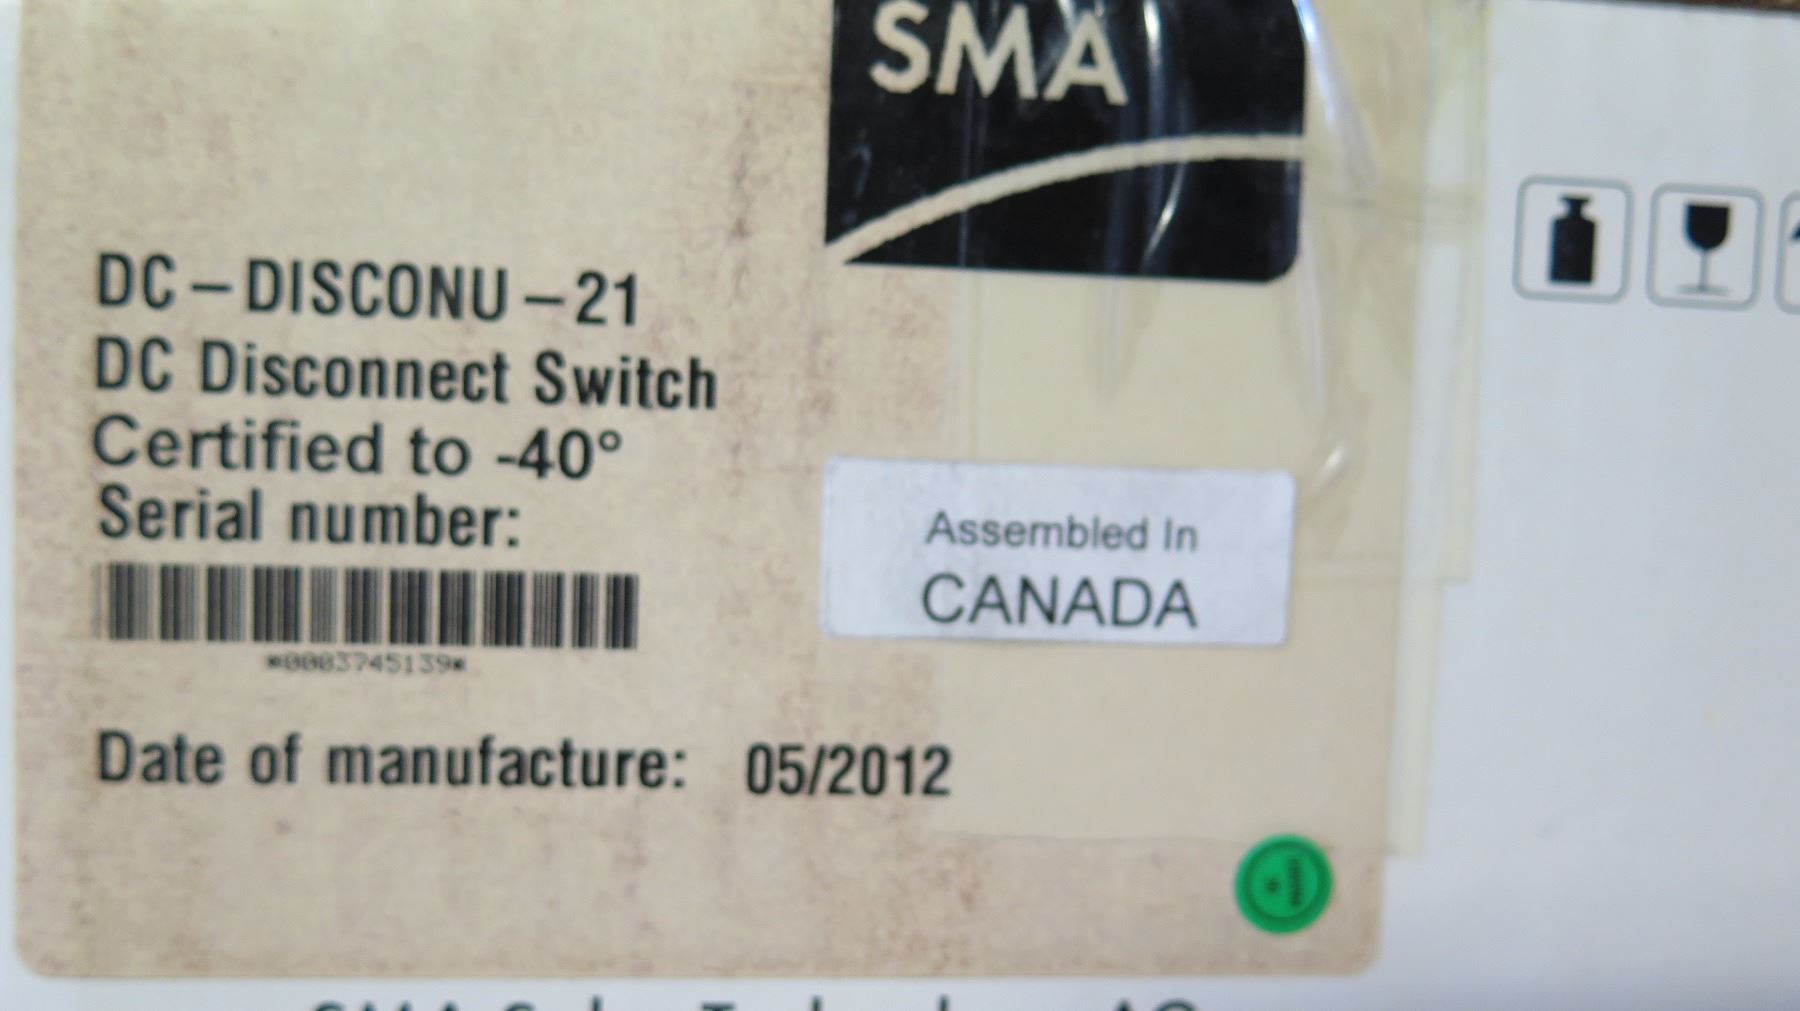 SMA
DC-DISCONU-21
DC Disconnect Switch
Certified to -40°
Serial number:
*0003745139*
Assembled In
CANADA
Date of manufacture: 05/2012